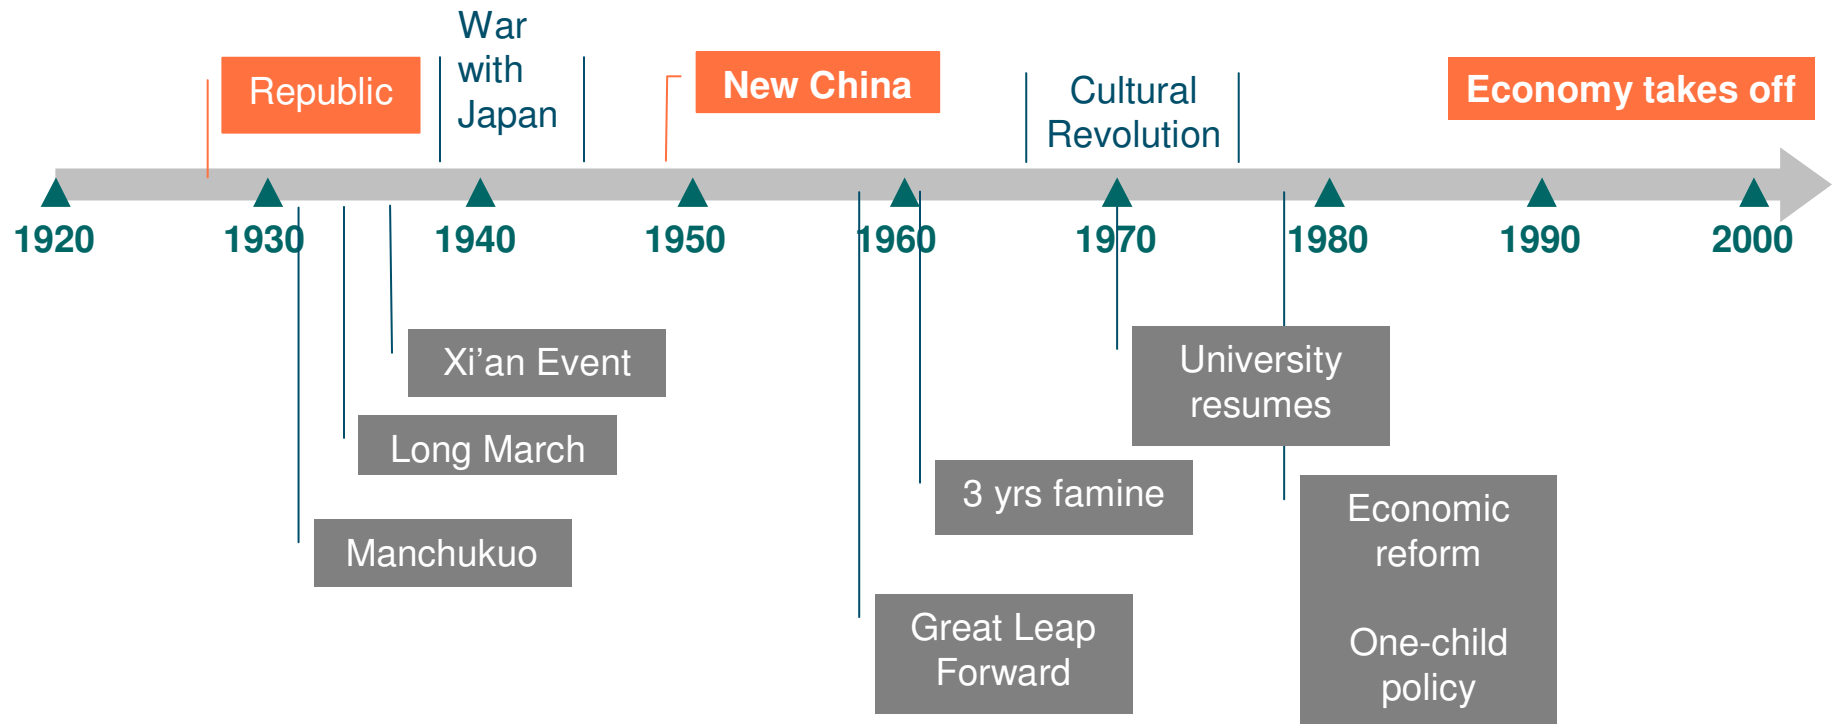 War
with
Japan
Republic
New China
Cultural
Revolution
Economy takes off
1920
1930
1940
1950
1960
1970
1980
1990
2000
Xi’an Event
Long March
Manchukuo
University
resumes
3 yrs famine
Great Leap
Forward
Economic
reform
One-child
policy